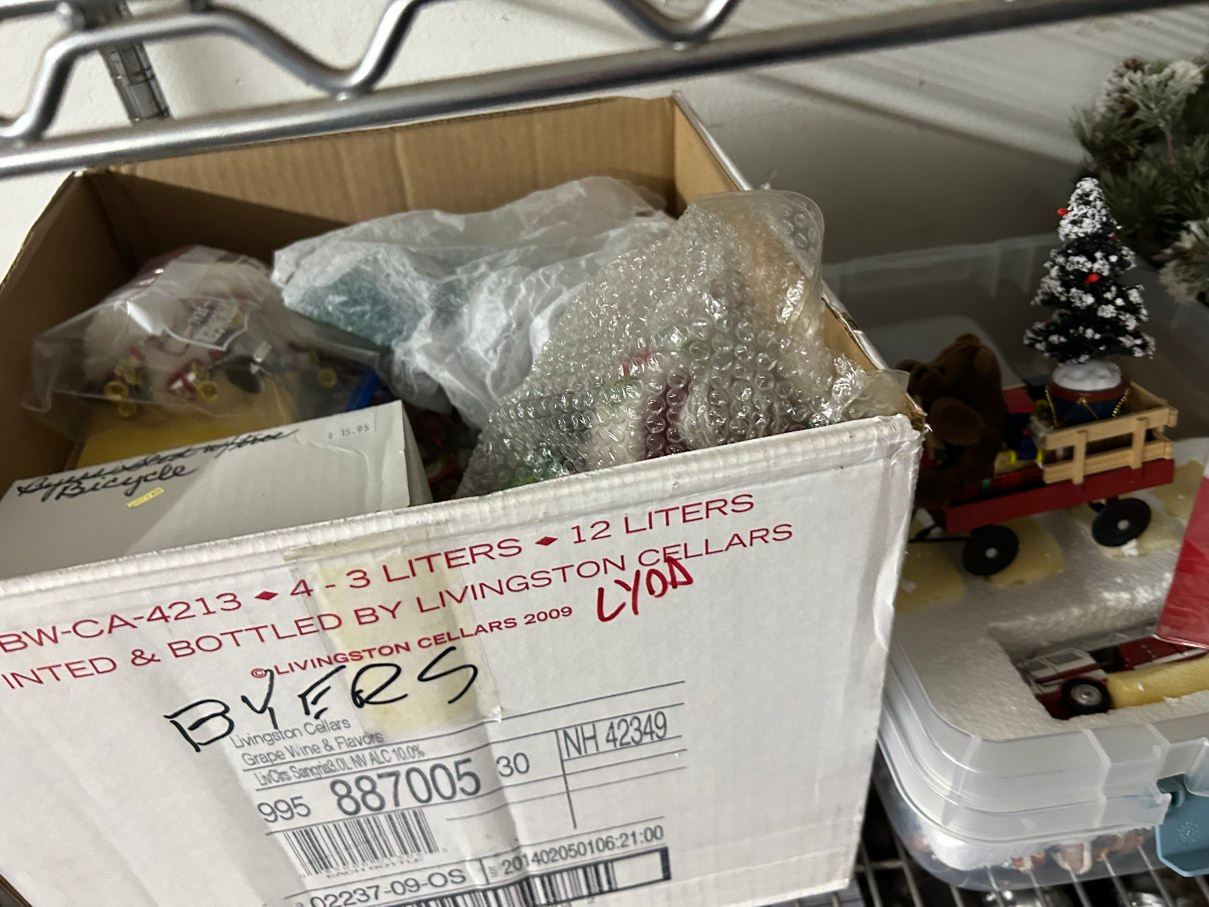 $ 15.95
Bicycle
BW-CA-4213 ♦ 4 - 3 LITERS ♦ 12 LITERS
INTED & BOTTLED BY LIVINGSTON CELLARS
©LIVINGSTON CELLARS 2009
LYDA
BYERS
Livingston Cellars
Grape Wine & Flavors
LivCllrs Sangria3.0L NV ALC 10.0%
995 887005 30
NH 42349
02237-09-OS
201402050106:21:00